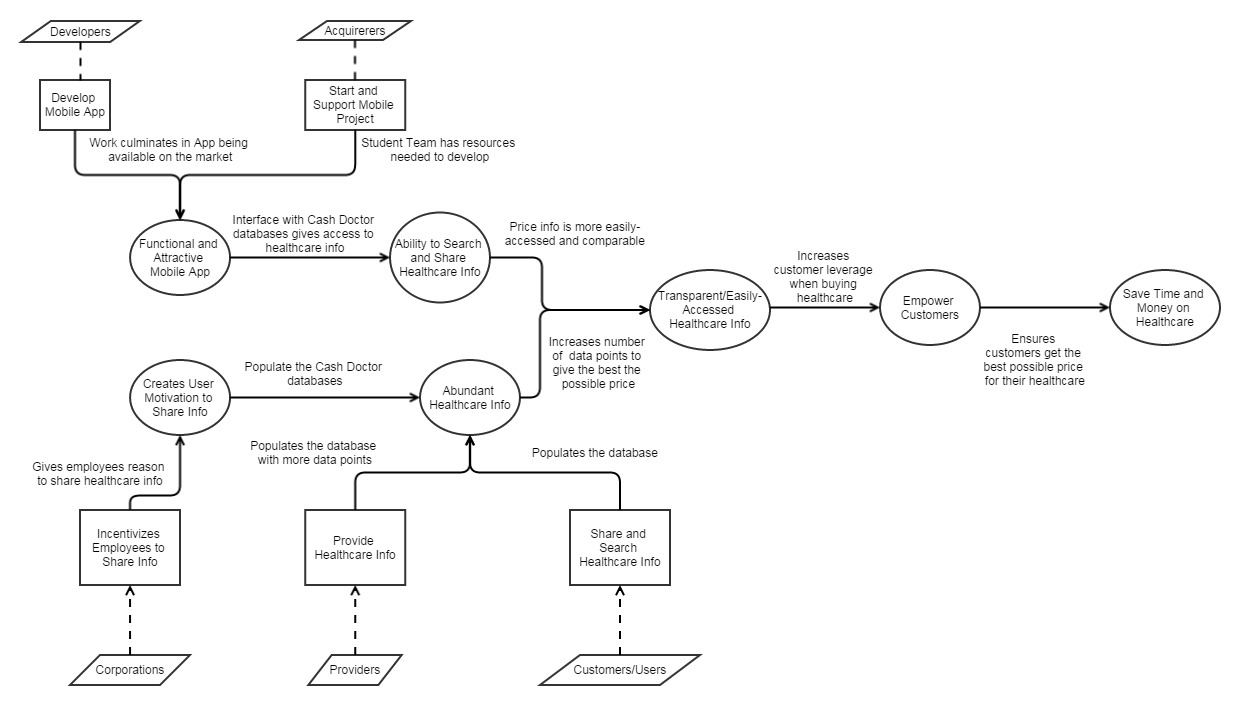 Developers
Acquirerers
Develop
Mobile App
Start and
Support Mobile
Project
Work culminates in App being
available on the market
Student Team has resources
needed to develop
Functional and
Attractive
Mobile App
Interface with Cash Doctor
databases gives access to
healthcare info
Ability to Search
and Share
Healthcare Info
Price info is more easily-
accessed and comparable
Transparent/Easily-
Accessed
Healthcare Info
Increases
customer leverage
when buying
healthcare
Empower
Customers
Save Time and
Money on
Healthcare
Ensures
customers get the
best possible price
for their healthcare
Increases number
of data points to
give the best the
possible price
Creates User
Motivation to
Share Info
Populate the Cash Doctor
databases
Abundant
Healthcare Info
Gives employees reason
to share healthcare info
Populates the database
with more data points
Populates the database
Incentivizes
Employees to
Share Info
Provide
Healthcare Info
Share and
Search
Healthcare Info
Corporations
Providers
Customers/Users